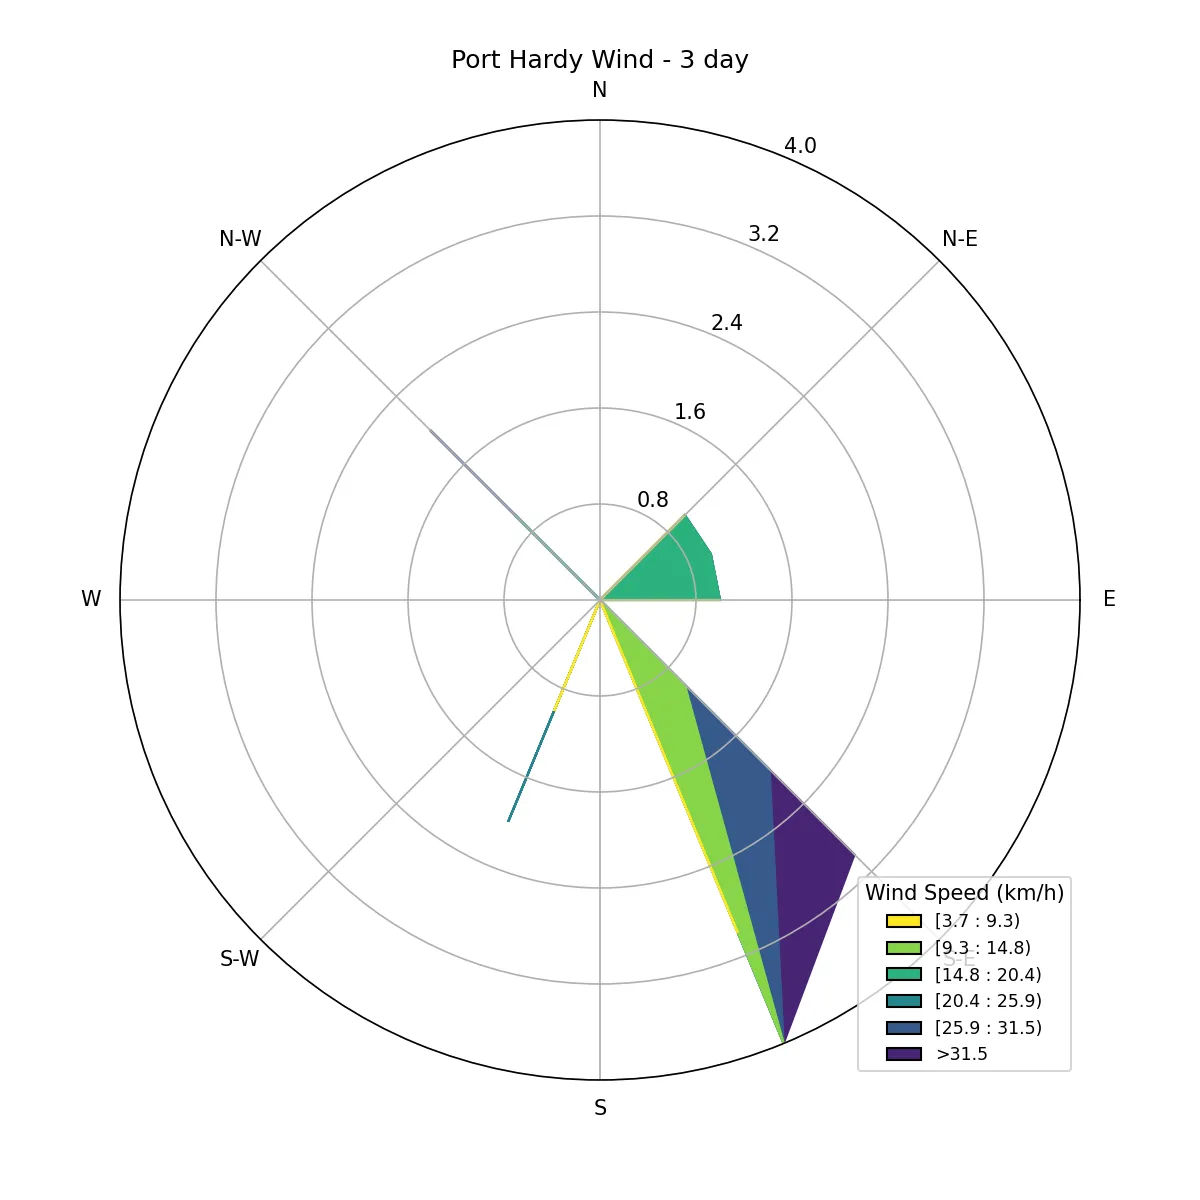 Port Hardy Wind - 3 day
N
4.0
N-W
3.2
N-E
2.4
1.6
0.8
W
E
Wind Speed (km/h)
[3.7 : 9.3)
[9.3 : 14.8)
S-W
S-E
[14.8 : 20.4)
[20.4 : 25.9)
[25.9 : 31.5)
>31.5
S